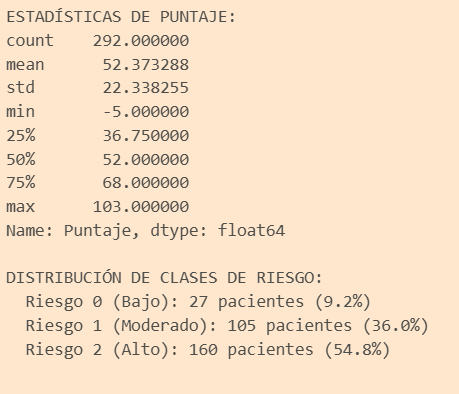 ESTADÍSTICAS DE PUNTAJE:
count    292.000000
mean      52.373288
std       22.338255
min       -5.000000
25%       36.750000
50%       52.000000
75%       68.000000
max      103.000000
Name: Puntaje, dtype: float64

DISTRIBUCIÓN DE CLASES DE RIESGO:
  Riesgo 0 (Bajo): 27 pacientes (9.2%)
  Riesgo 1 (Moderado): 105 pacientes (36.0%)
  Riesgo 2 (Alto): 160 pacientes (54.8%)